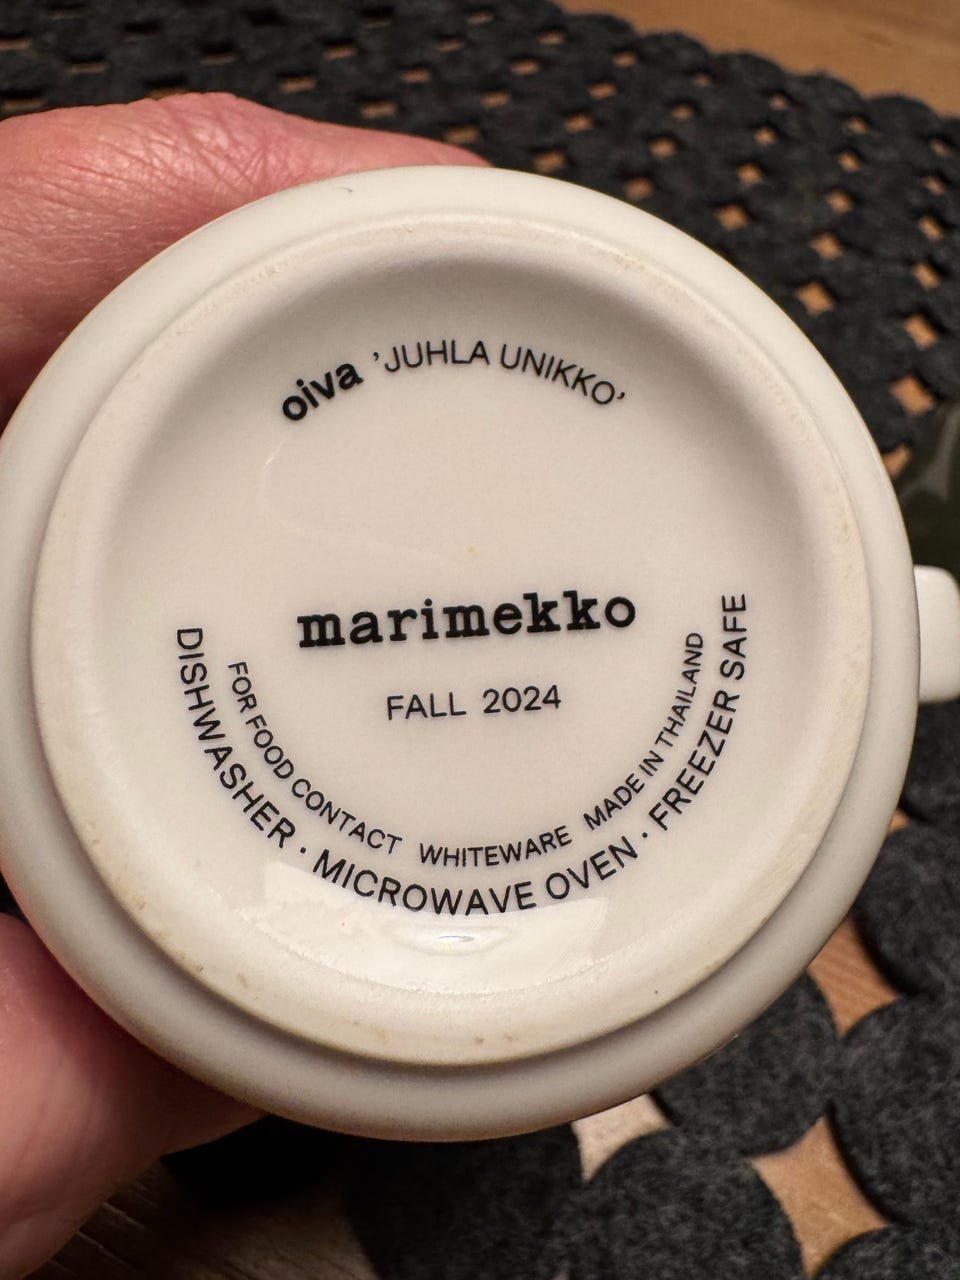 oiva 'JUHLA UNIKKO'
marimekko
FALL 2024
FOR FOOD CONTACT WHITEWARE MADE IN THAILAND
DISHWASHER · MICROWAVE OVEN · FREEZER SAFE